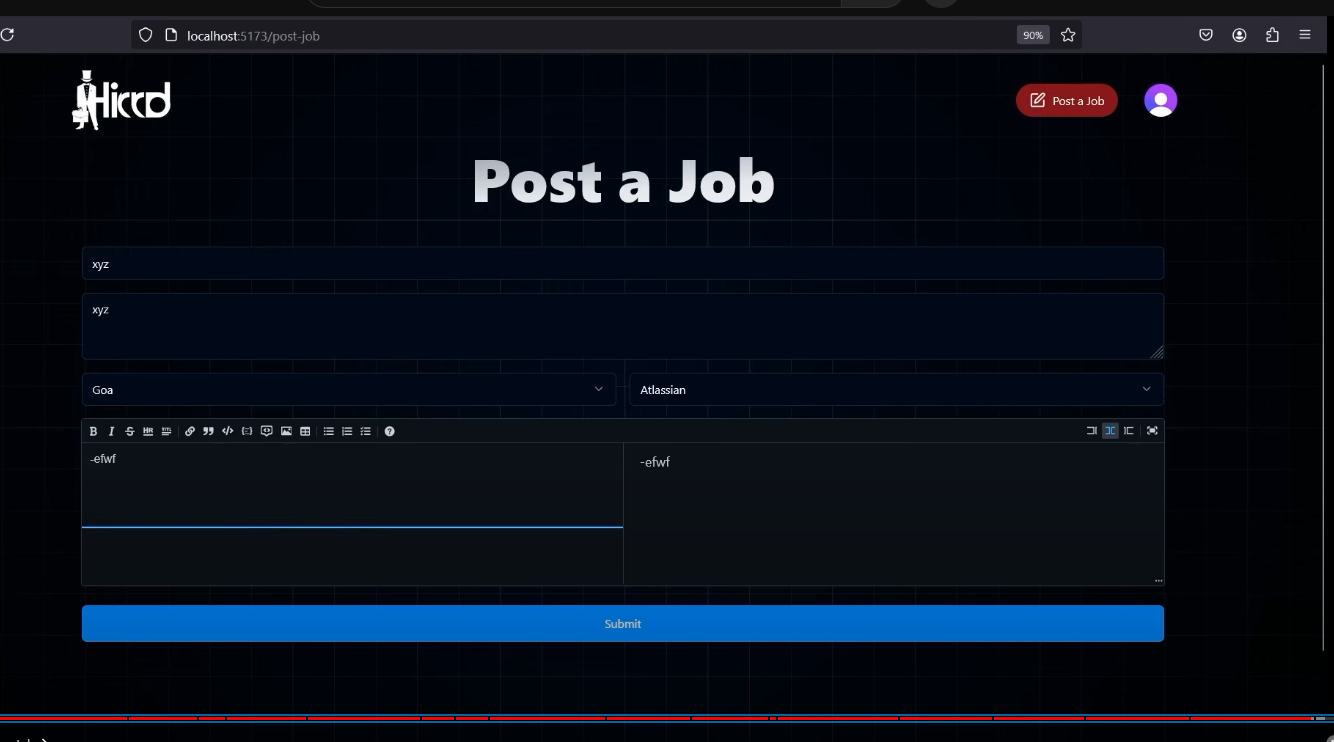 localhost:5173/post-job
90%
Hirrd
Post a Job
Post a Job
xyz
xyz
Goa
Atlassian
-efwf
-efwf
Submit